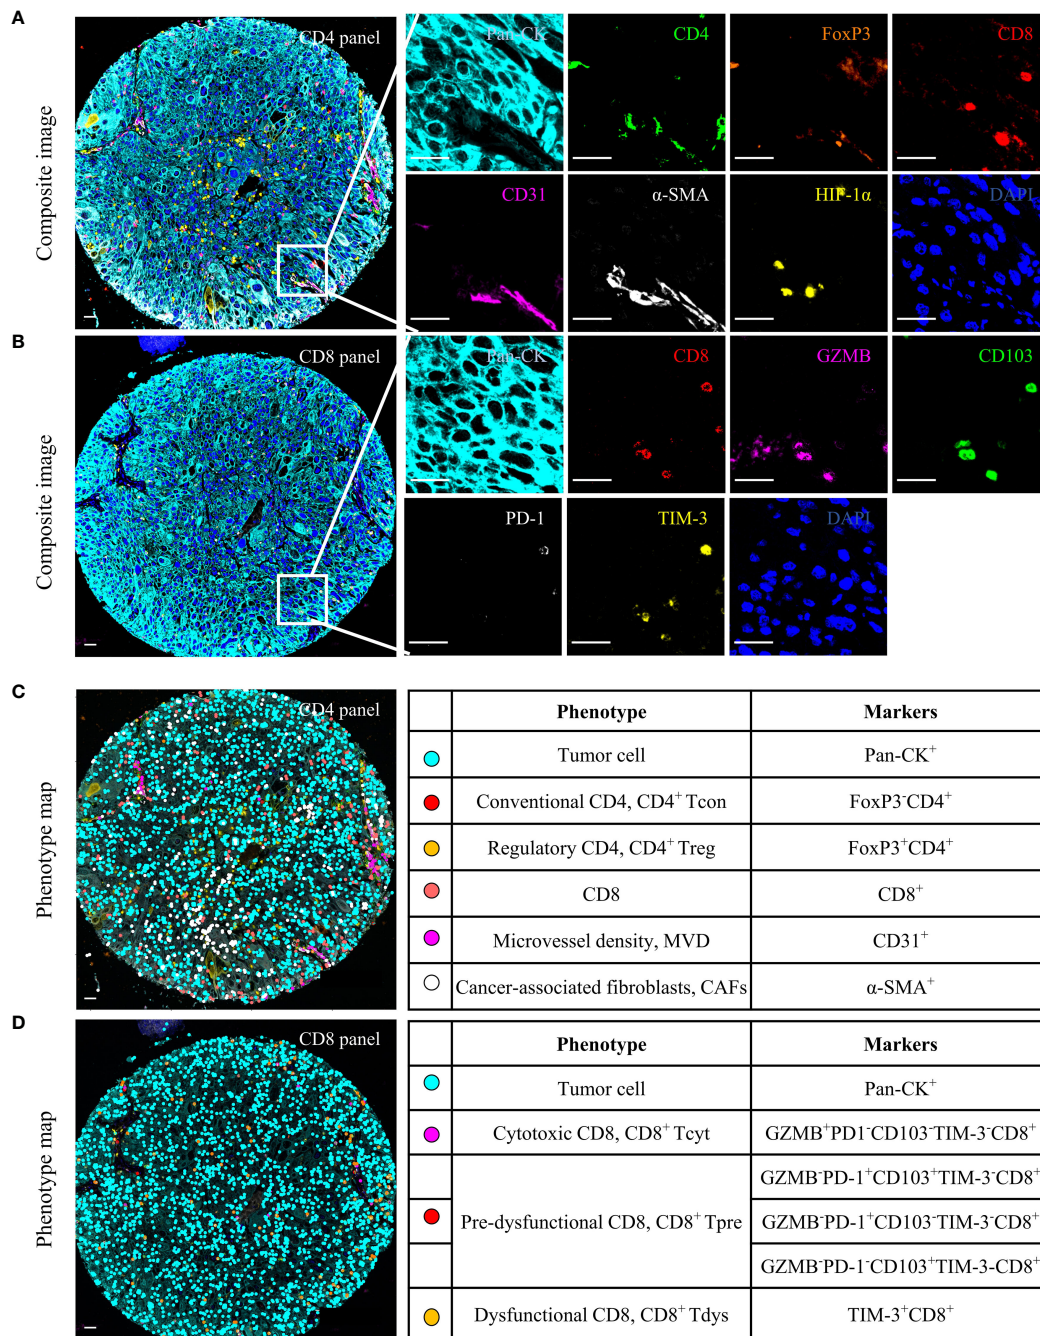 A
Composite image
CD4 panel
Pan-CK
CD4
FoxP3
CD8
CD31
α-SMA
HIF-1α
DAPI
B
Composite image
CD8 panel
Pan-CK
CD8
GZMB
CD103
PD-1
TIM-3
DAPI
C
Phenotype map
CD4 panel
Phenotype Markers
Tumor cell Pan-CK⁺
Conventional CD4, CD4⁺ Tcon FoxP3⁻CD4⁺
Regulatory CD4, CD4⁺ Treg FoxP3⁺CD4⁺
CD8 CD8⁺
Microvessel density, MVD CD31⁺
Cancer-associated fibroblasts, CAFs α-SMA⁺
D
Phenotype map
CD8 panel
Phenotype Markers
Tumor cell Pan-CK⁺
Cytotoxic CD8, CD8⁺ Tcyt GZMB⁺PD1⁻CD103⁻TIM-3⁻CD8⁺
GZMB⁻PD-1⁺CD103⁺TIM-3⁻CD8⁺
Pre-dysfunctional CD8, CD8⁺ Tpre GZMB⁻PD-1⁺CD103⁻TIM-3⁻CD8⁺
GZMB⁻PD-1⁻CD103⁺TIM-3-CD8⁺
Dysfunctional CD8, CD8⁺ Tdys TIM-3⁺CD8⁺